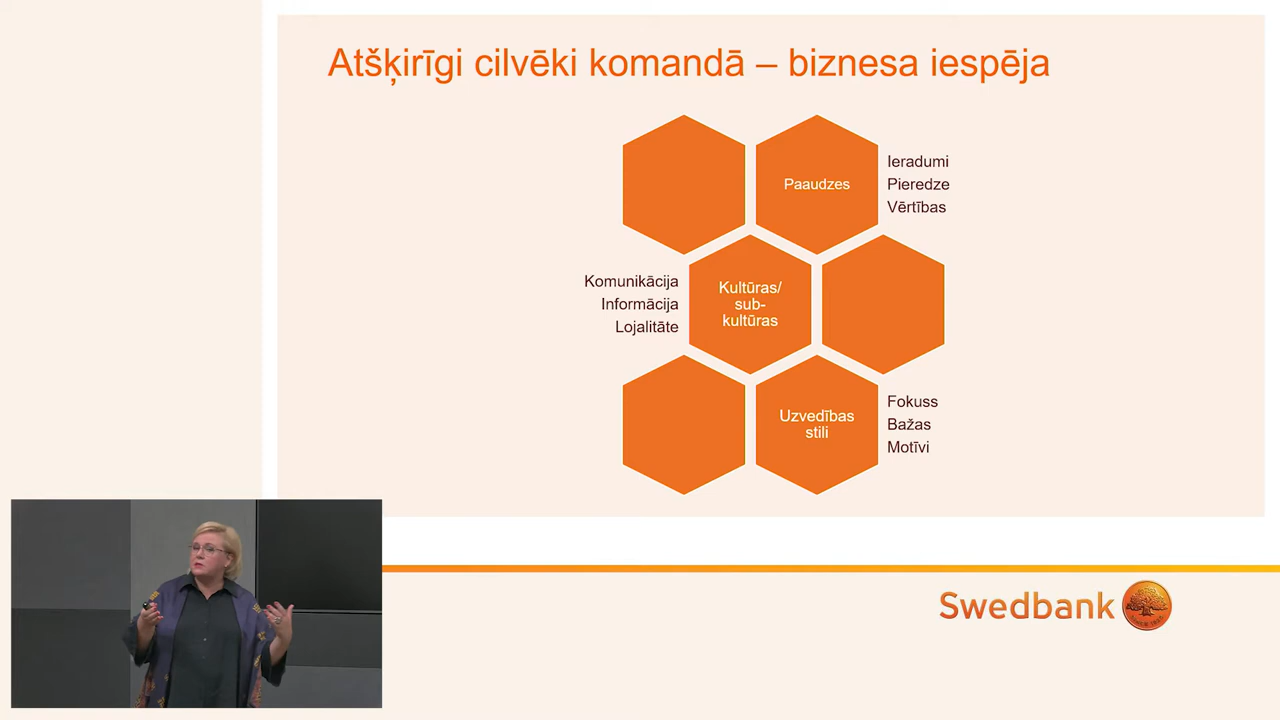 Atšķirīgi cilvēki komandā – biznesa iespēja
Paaudzes
Ieradumi
Pieredze
Vērtības
Komunikācija
Informācija
Lojalitāte
Kultūras/
sub-
kultūras
Uzvedības
stili
Fokuss
Bažas
Motīvi
Swedbank